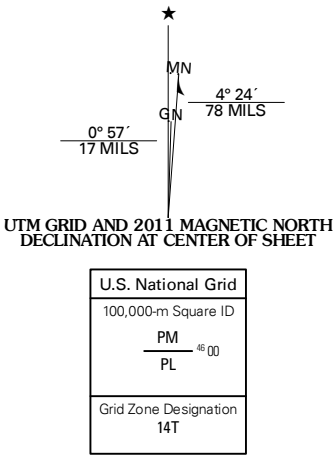 MN
4° 24´
78 MILS
GN
0° 57´
17 MILS
UTM GRID AND 2011 MAGNETIC NORTH
DECLINATION AT CENTER OF SHEET
U.S. National Grid
100,000-m Square ID
PM
46 00
PL
Grid Zone Designation
14T